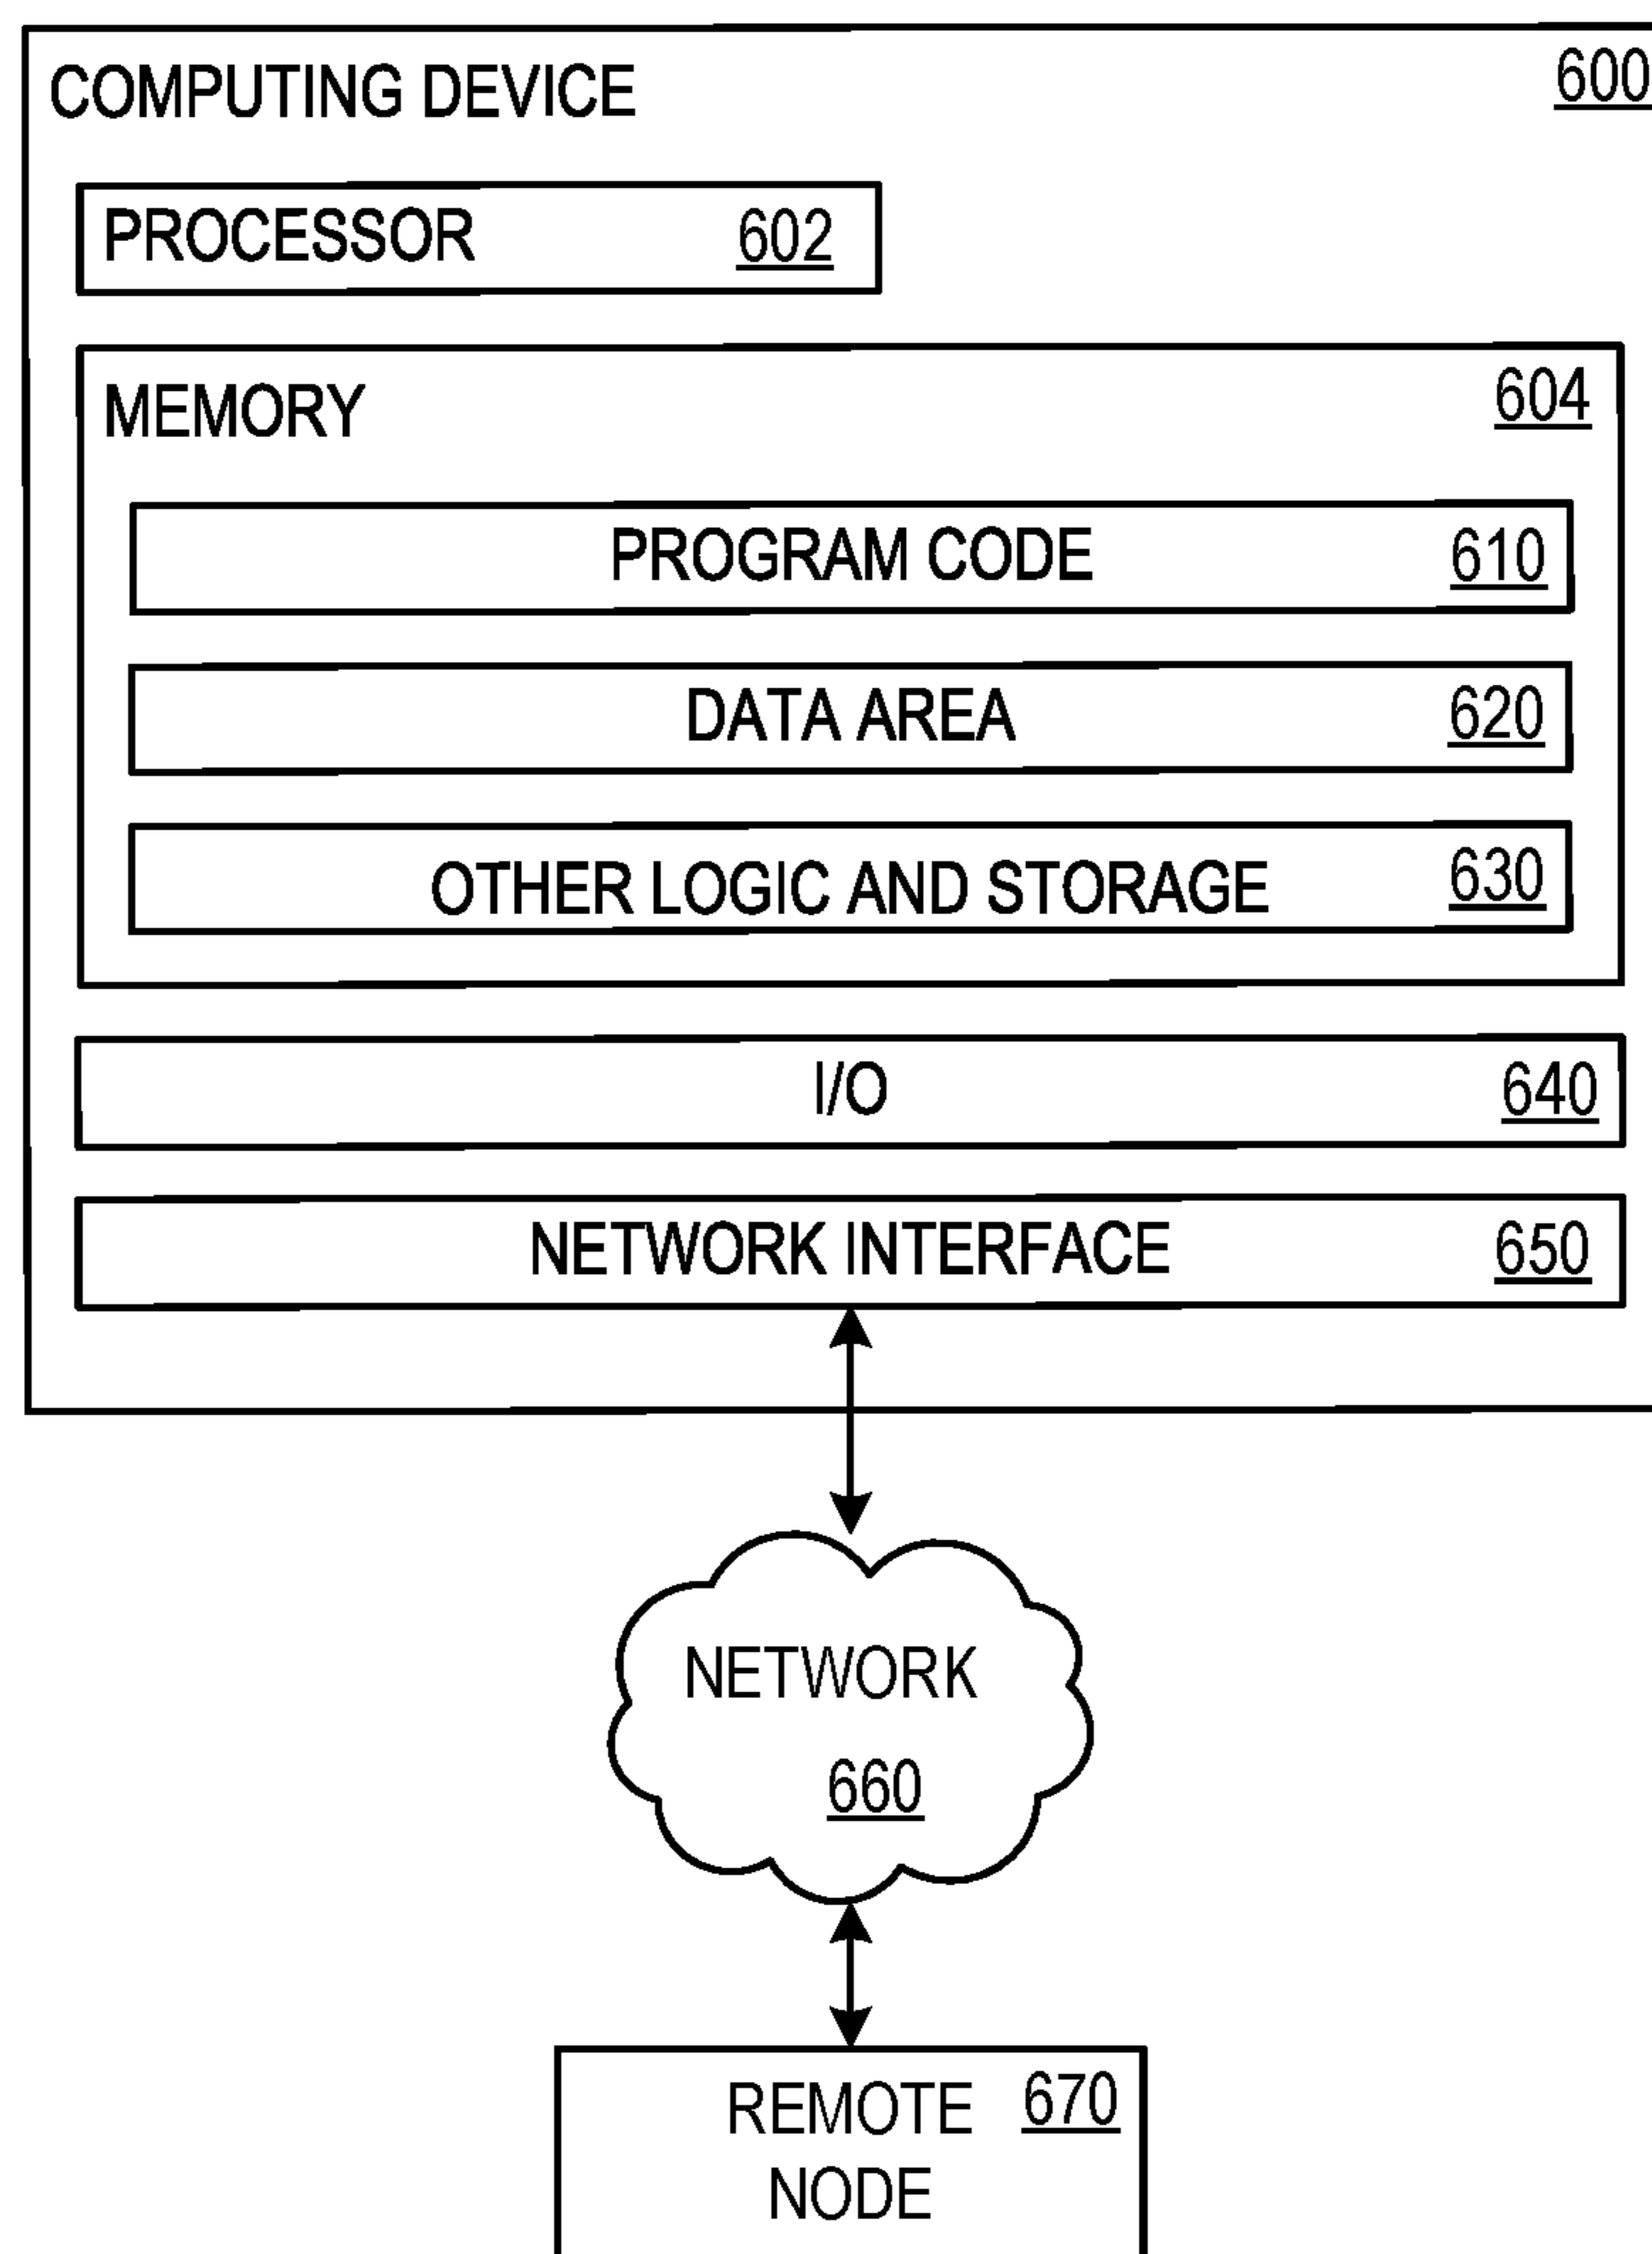 COMPUTING DEVICE 600
PROCESSOR 602
MEMORY 604
PROGRAM CODE 610
DATA AREA 620
OTHER LOGIC AND STORAGE 630
I/O 640
NETWORK INTERFACE 650
NETWORK
660
REMOTE 670
NODE